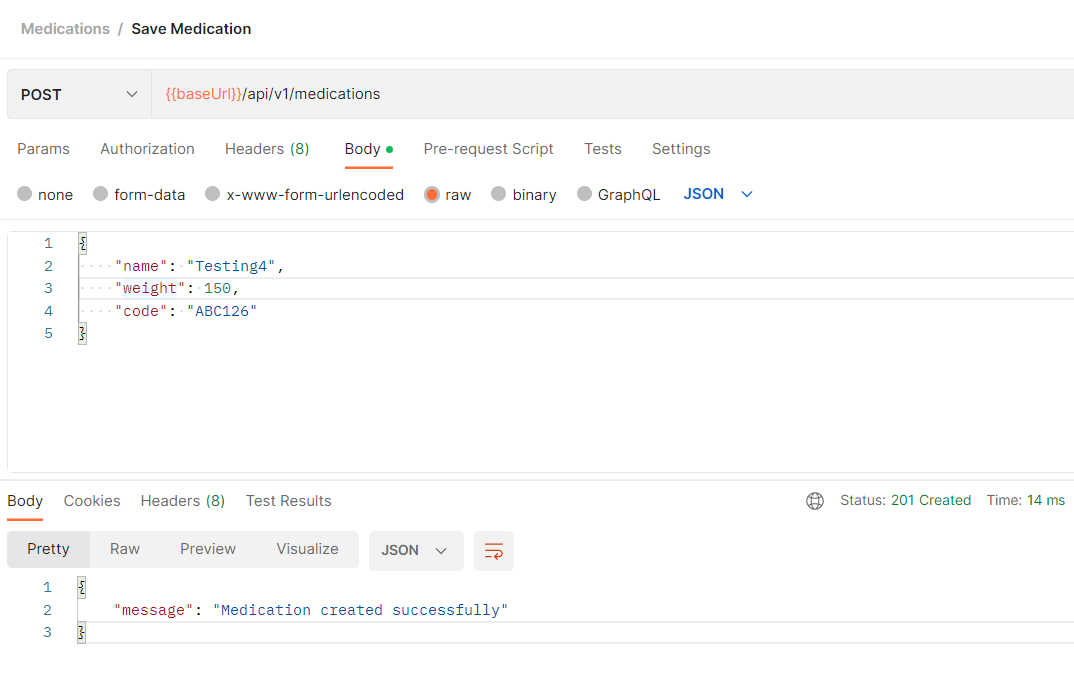 Medications / Save Medication
POST {{baseUrl}}/api/v1/medications
Params Authorization Headers (8) Body Pre-request Script Tests Settings
none form-data x-www-form-urlencoded raw binary GraphQL JSON
1 {
2 "name": "Testing4",
3 "weight": 150,
4 "code": "ABC126"
5 }
Body Cookies Headers (8) Test Results Status: 201 Created Time: 14 ms
Pretty Raw Preview Visualize JSON
1 {
2 "message": "Medication created successfully"
3 }